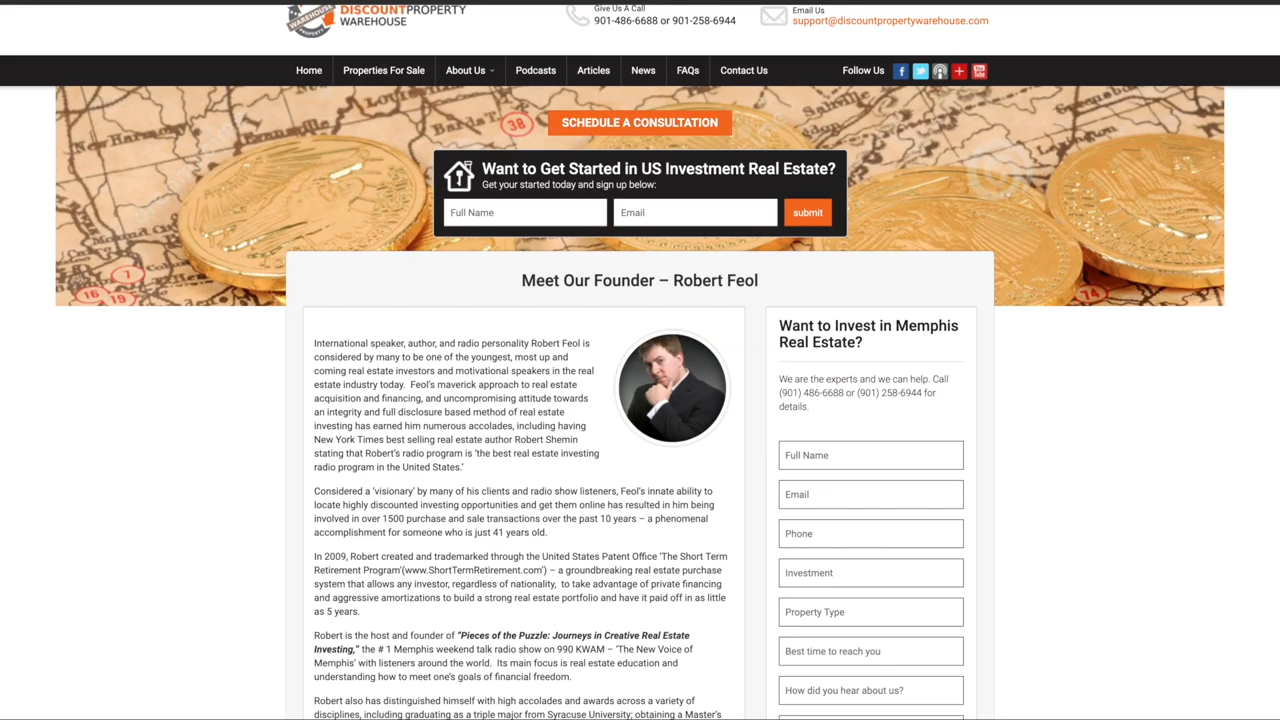 DISCOUNTPROPERTY
WAREHOUSE
WAREHOUSE
PROPERTY
Give Us A Call
901-486-6688 or 901-258-6944
Email Us
support@discountpropertywarehouse.com
Home
Properties For Sale
About Us
Podcasts
Articles
News
FAQs
Contact Us
Follow Us
SCHEDULE A CONSULTATION
Want to Get Started in US Investment Real Estate?
Get your started today and sign up below:
Full Name
Email
submit
38
7
16
19
74
Meet Our Founder – Robert Feol
International speaker, author, and radio personality Robert Feol is
considered by many to be one of the youngest, most up and
coming real estate investors and motivational speakers in the real
estate industry today. Feol's maverick approach to real estate
acquisition and financing, and uncompromising attitude towards
an integrity and full disclosure based method of real estate
investing has earned him numerous accolades, including having
New York Times best selling real estate author Robert Shemin
stating that Robert's radio program is 'the best real estate investing
radio program in the United States.'
Considered a 'visionary' by many of his clients and radio show listeners, Feol's innate ability to
locate highly discounted investing opportunities and get them online has resulted in him being
involved in over 1500 purchase and sale transactions over the past 10 years – a phenomenal
accomplishment for someone who is just 41 years old.
In 2009, Robert created and trademarked through the United States Patent Office 'The Short Term
Retirement Program'(www.ShortTermRetirement.com') – a groundbreaking real estate purchase
system that allows any investor, regardless of nationality, to take advantage of private financing
and aggressive amortizations to build a strong real estate portfolio and have it paid off in as little
as 5 years.
Robert is the host and founder of "Pieces of the Puzzle: Journeys in Creative Real Estate
Investing," the # 1 Memphis weekend talk radio show on 990 KWAM – 'The New Voice of
Memphis' with listeners around the world. Its main focus is real estate education and
understanding how to meet one's goals of financial freedom.
Robert also has distinguished himself with high accolades and awards across a variety of
disciplines, including graduating as a triple major from Syracuse University; obtaining a Master's
Want to Invest in Memphis
Real Estate?
We are the experts and we can help. Call
(901) 486-6688 or (901) 258-6944 for
details.
Full Name
Email
Phone
Investment
Property Type
Best time to reach you
How did you hear about us?